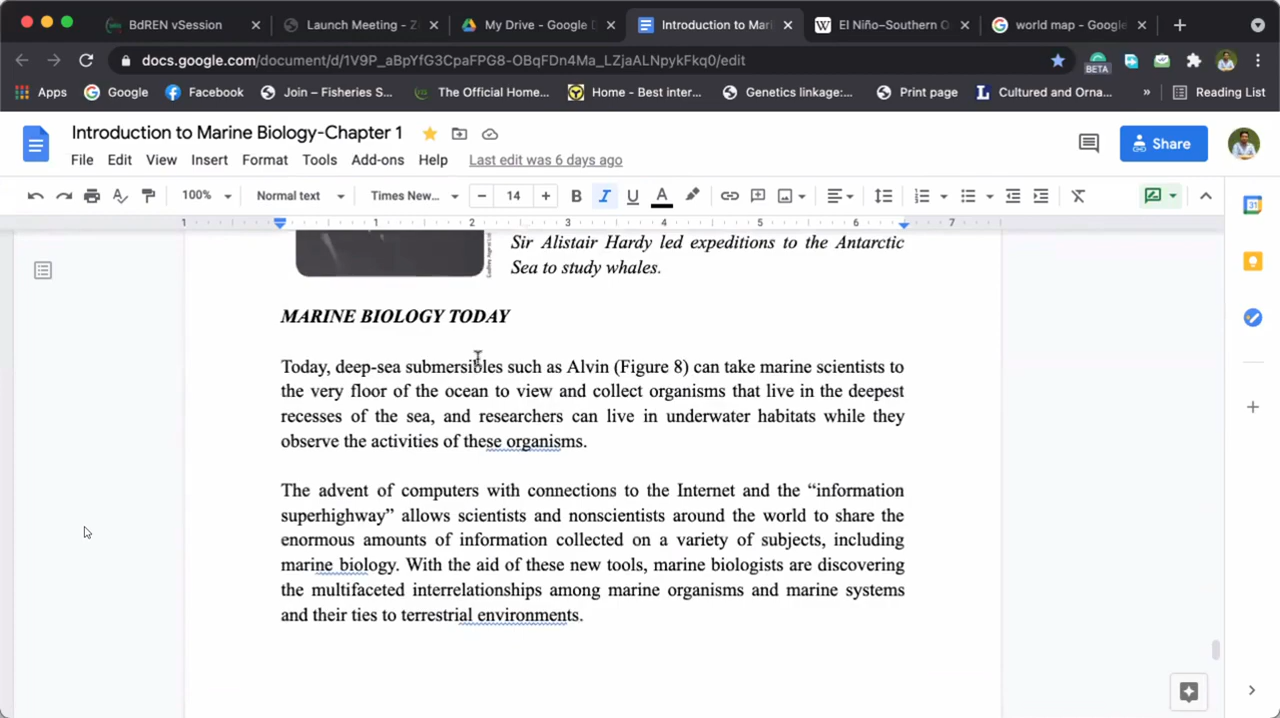 BdREN vSession
Launch Meeting - Z
My Drive - Google D
Introduction to Mari
El Niño–Southern O
world map - Google
docs.google.com/document/d/1V9P_aBpYfG3CpaFPG8-OBqFDn4Ma_LZjaALNpykFkq0/edit
BETA
Apps
Google
Facebook
Join – Fisheries S...
The Official Home...
Home - Best inter...
Genetics linkage:...
Print page
Cultured and Orna...
»
Reading List
Introduction to Marine Biology-Chapter 1
Share
File Edit View Insert Format Tools Add-ons Help Last edit was 6 days ago
100% Normal text Times New... 14 B I U A
1 1 2 3 4 5 6 7
31
Sir Alistair Hardy led expeditions to the Antarctic
Sea to study whales.
MARINE BIOLOGY TODAY
Today, deep-sea submersibles such as Alvin (Figure 8) can take marine scientists to
the very floor of the ocean to view and collect organisms that live in the deepest
recesses of the sea, and researchers can live in underwater habitats while they
observe the activities of these organisms.
The advent of computers with connections to the Internet and the “information
superhighway” allows scientists and nonscientists around the world to share the
enormous amounts of information collected on a variety of subjects, including
marine biology. With the aid of these new tools, marine biologists are discovering
the multifaceted interrelationships among marine organisms and marine systems
and their ties to terrestrial environments.